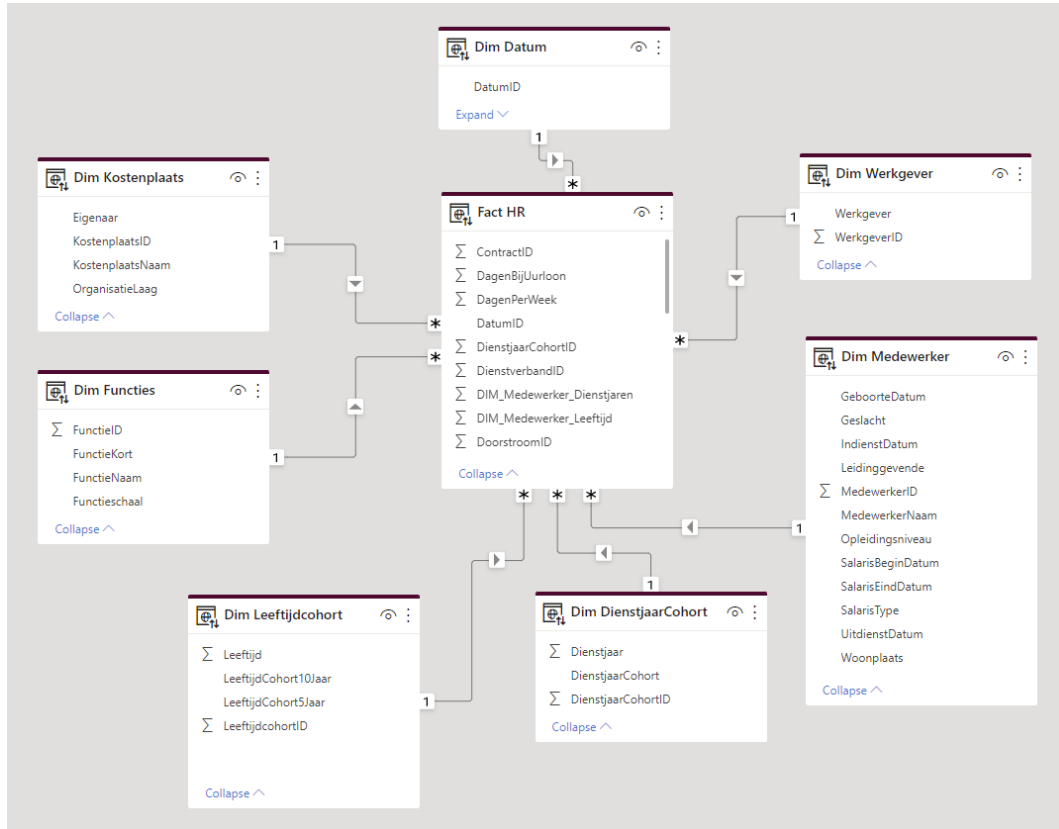 Dim Datum
DatumID
Expand
1
*
Dim Kostenplaats
Eigenaar
KostenplaatsID
KostenplaatsNaam
OrganisatieLaag
Collapse
1
*
Dim Functies
FunctieID
FunctieKort
FunctieNaam
Functieschaal
Collapse
1
*
Fact HR
ContractID
DagenBijUurloon
DagenPerWeek
DatumID
DienstjaarCohortID
DienstverbandID
DIM_Medewerker_Dienstjaren
DIM_Medewerker_Leeftijd
DoorstroomID
Collapse
* * *
Dim Werkgever
Werkgever
WerkgeverID
Collapse
1
*
Dim Medewerker
GeboorteDatum
Geslacht
IndienstDatum
Leidinggevende
MedewerkerID
MedewerkerNaam
Opleidingsniveau
SalarisBeginDatum
SalarisEindDatum
SalarisType
UitdienstDatum
Woonplaats
Collapse
1
Dim Leeftijdcohort
Leeftijd
LeeftijdCohort10Jaar
LeeftijdCohort5Jaar
LeeftijdcohortID
Collapse
1
Dim DienstjaarCohort
Dienstjaar
DienstjaarCohort
DienstjaarCohortID
Collapse
1